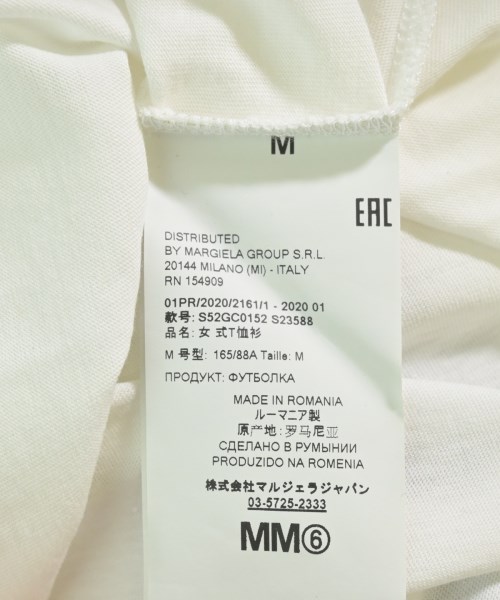 M
EAC
DISTRIBUTED
BY MARGIELA GROUP S.R.L.
20144 MILANO (MI) - ITALY
RN 154909
01PR/2020/2161/1 - 2020 01
款号: S52GC0152 S23588
品名: 女 式T恤衫
M 号型: 165/88A Taille: M
ПРОДУКТ: ФУТБОЛКА
MADE IN ROMANIA
ルーマニア製
原产地: 罗马尼亚
СДЕЛАНО В РУМЫНИИ
PRODUZIDO NA ROMENIA
株式会社マルジェラジャパン
03-5725-2333
MM⑥